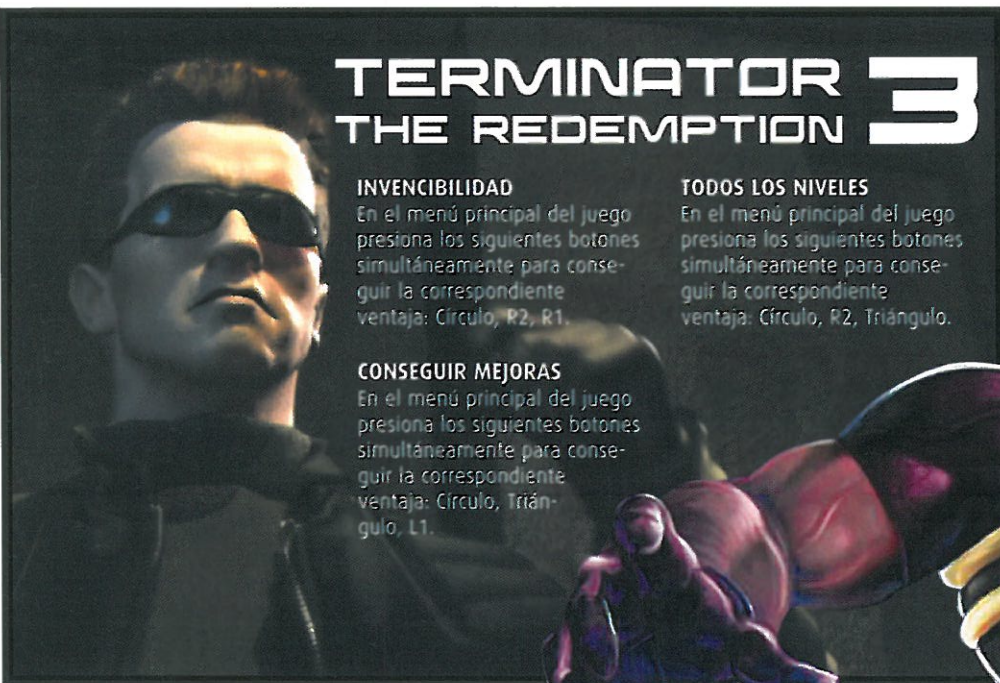 TERMINATOR 3
THE REDEMPTION
INVENCIBILIDAD
En el menú principal del juego
presiona los siguientes botones
simultáneamente para conse-
guir la correspondiente
ventaja: Círculo, R2, R1.
CONSEGUIR MEJORAS
En el menú principal del juego
presiona los siguientes botones
simultáneamente para conse-
guir la correspondiente
ventaja: Círculo, Trián-
gulo, L1.
TODOS LOS NIVELES
En el menú principal del juego
presiona los siguientes botones
simultáneamente para conse-
guir la correspondiente
ventaja: Círculo, R2, Triángulo.